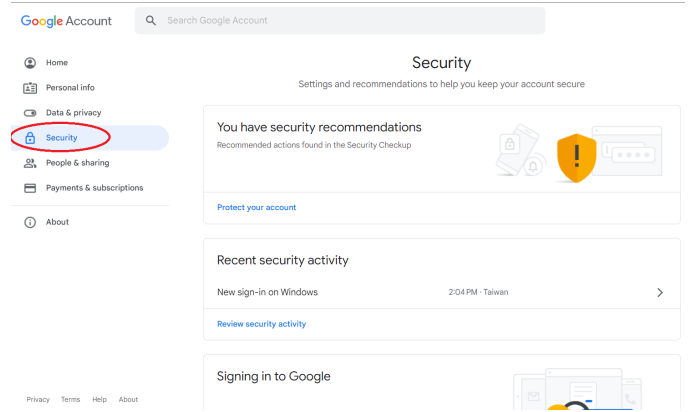 Google Account
Search Google Account
Home
Personal info
Data & privacy
Security
People & sharing
Payments & subscriptions
About
Security
Settings and recommendations to help you keep your account secure
You have security recommendations
Recommended actions found in the Security Checkup
Protect your account
Recent security activity
New sign-in on Windows 2:04 PM · Taiwan
Review security activity
Signing in to Google
Privacy Terms Help About